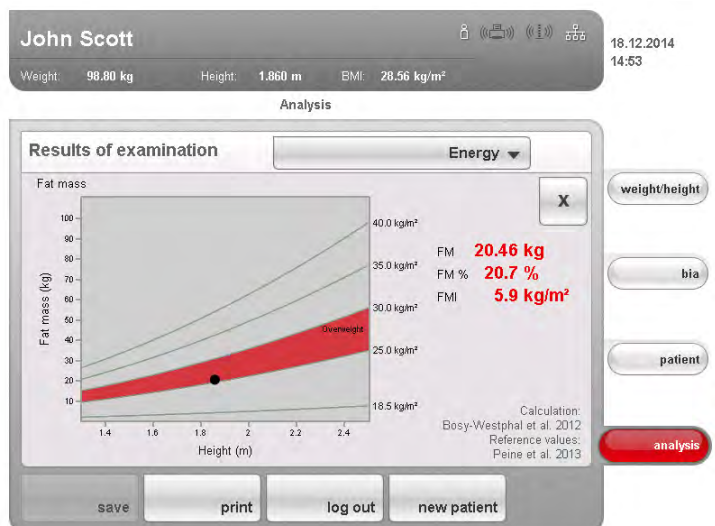 John Scott
Weight: 98.80 kg Height: 1.860 m BMI: 28.56 kg/m²
18.12.2014
14:53
Analysis
Results of examination
Energy
Fat mass
X
Fat mass (kg)
100
90
80
70
60
50
40
30
20
10
1.4 1.6 1.8 2 2.2 2.4
Height (m)
40.0 kg/m²
35.0 kg/m²
30.0 kg/m²
Overweight
25.0 kg/m²
18.5 kg/m²
FM 20.46 kg
FM % 20.7 %
FMI 5.9 kg/m²
Calculation:
Bosy-Westphal et al. 2012
Reference values:
Peine et al. 2013
weight/height
bia
patient
analysis
save
print
log out
new patient